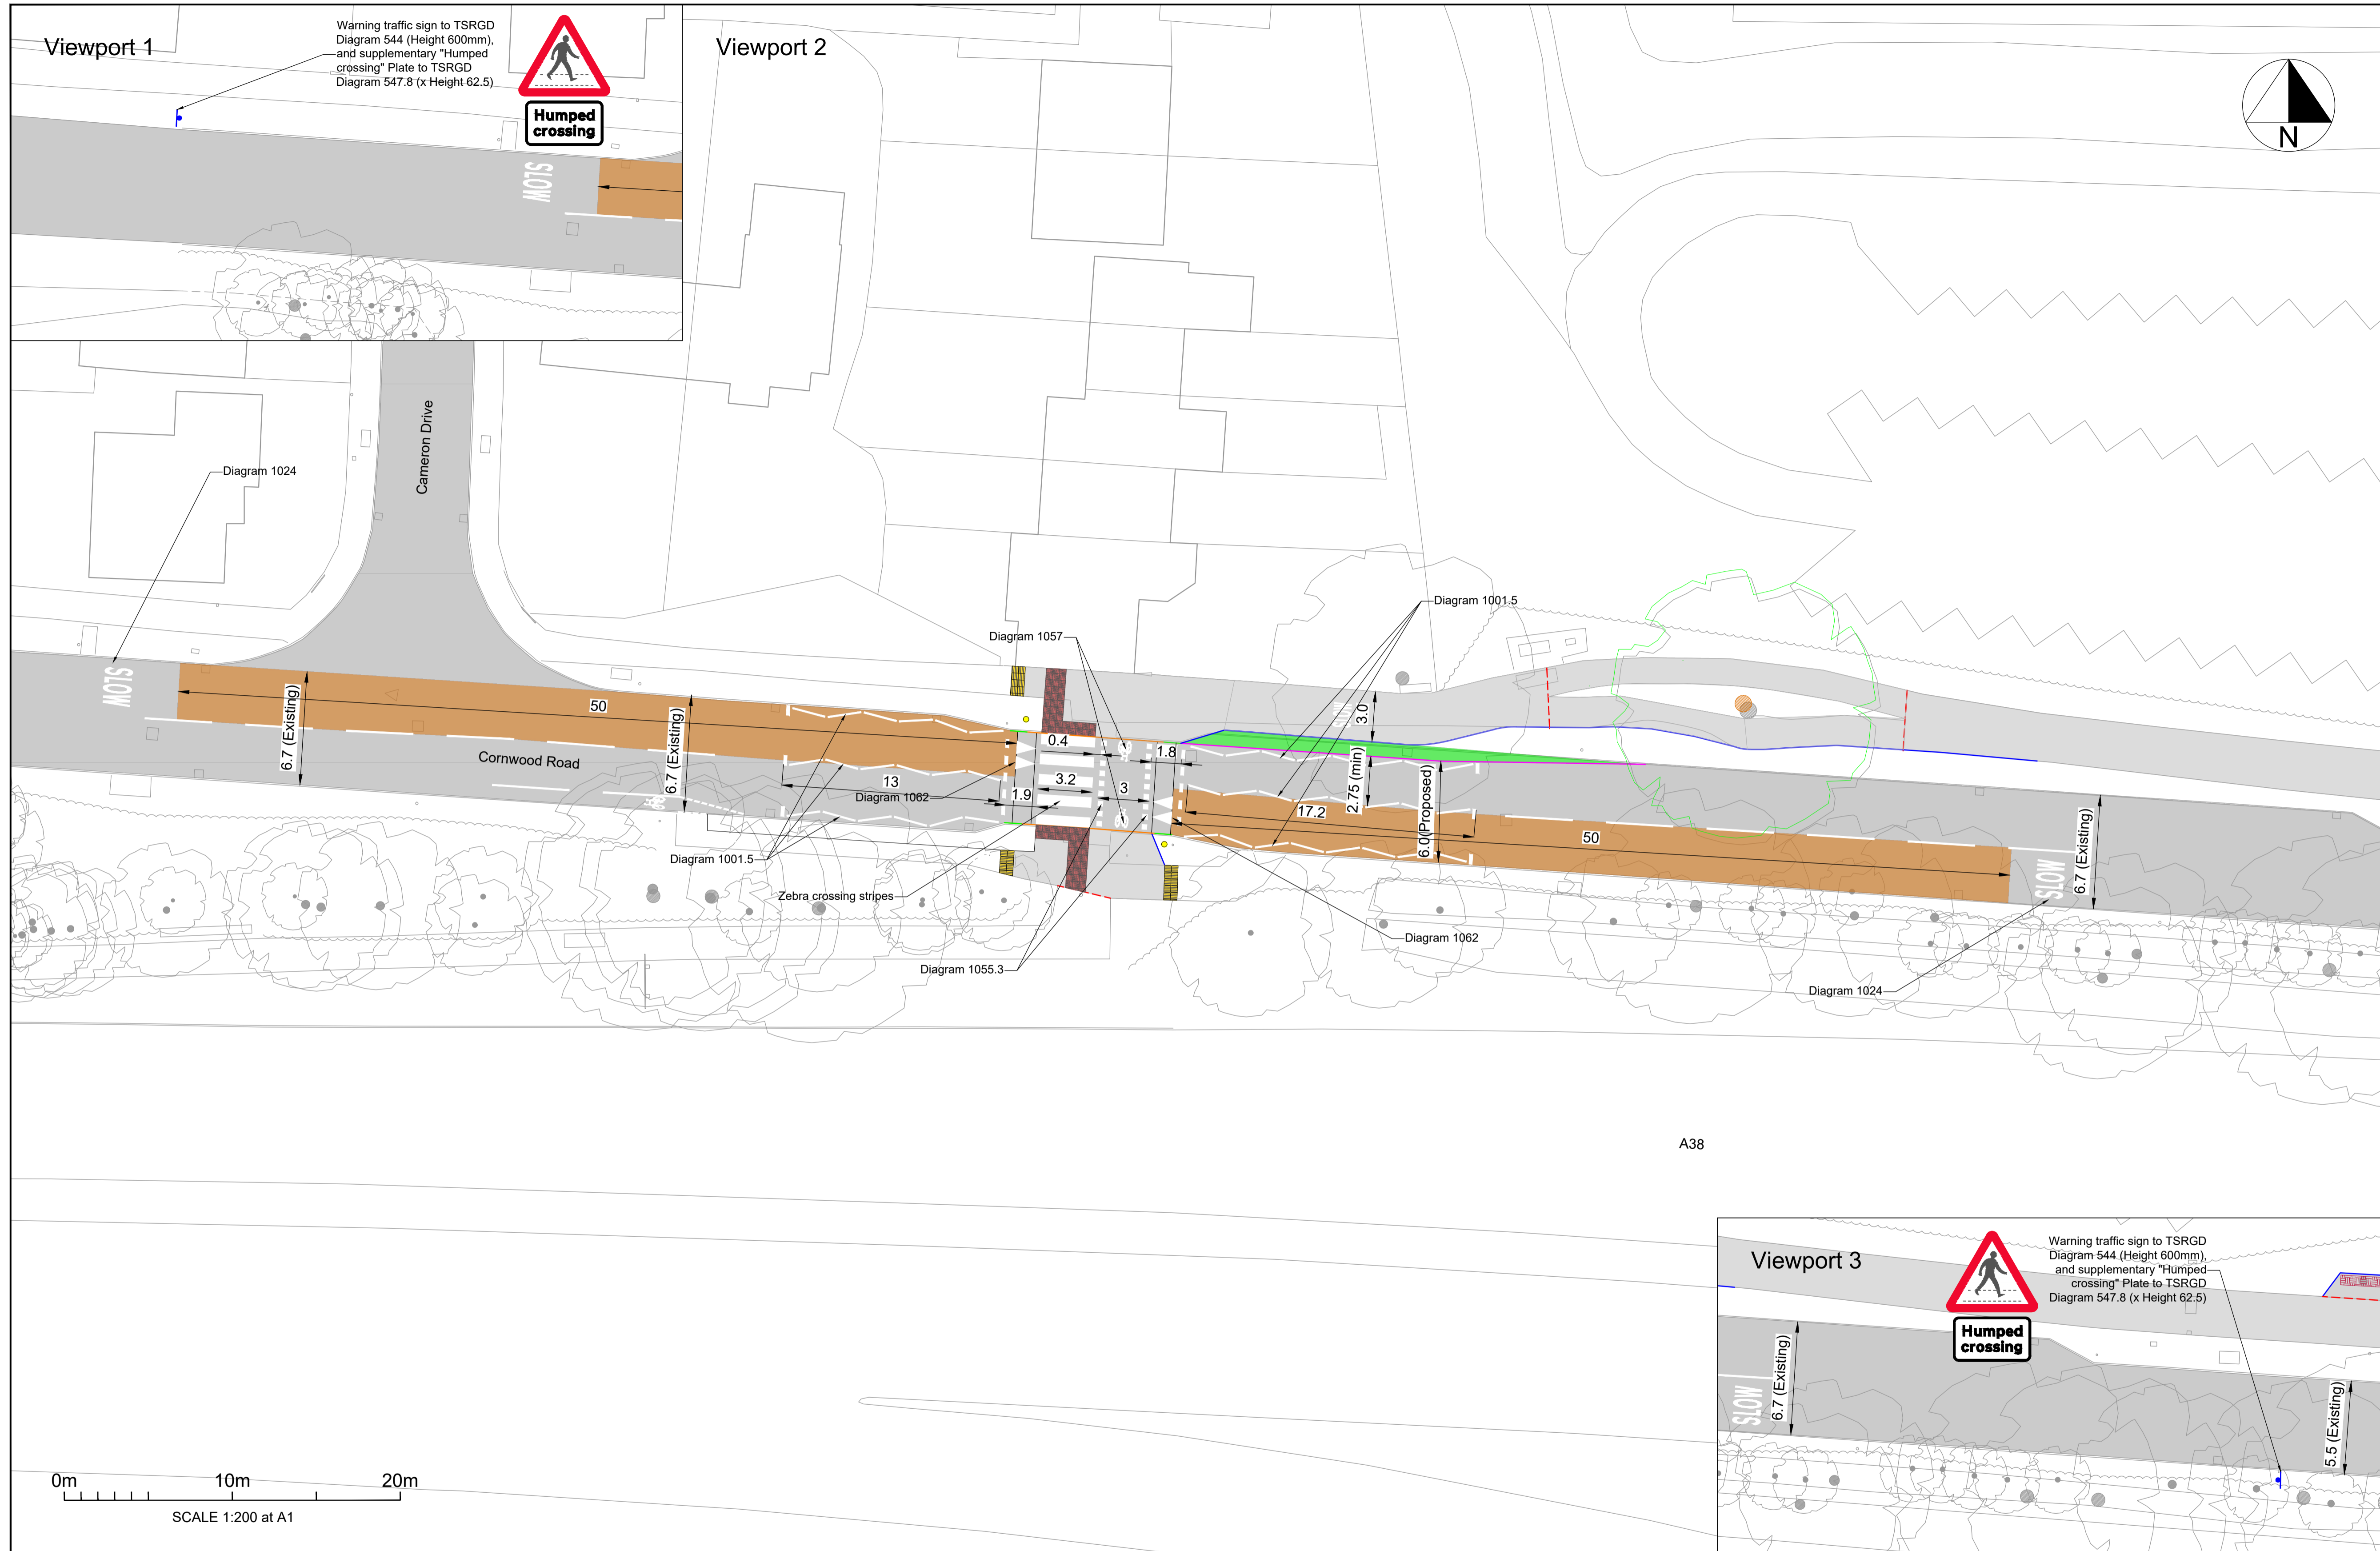 Viewport 1
Warning traffic sign to TSRGD
Diagram 544 (Height 600mm),
and supplementary "Humped
crossing" Plate to TSRGD
Diagram 547.8 (x Height 62.5)
Humped
crossing
SLOW
Viewport 2
N
Cameron Drive
Diagram 1024
SLOW
6.7 (Existing)
50
6.7 (Existing)
Cornwood Road
13
Diagram 1062
1.9
Diagram 1057
0.4
1.8
3.2
3
Diagram 1001.5
3.0
2.75 (min)
6.0(Proposed)
17.2
50
SLOW
6.7 (Existing)
Diagram 1001.5
Zebra crossing stripes
Diagram 1055.3
Diagram 1062
Diagram 1024
A38
Viewport 3
Warning traffic sign to TSRGD
Diagram 544 (Height 600mm),
and supplementary "Humped
crossing" Plate to TSRGD
Diagram 547.8 (x Height 62.5)
Humped
crossing
SLOW
6.7 (Existing)
5.5 (Existing)
0m 10m 20m
SCALE 1:200 at A1